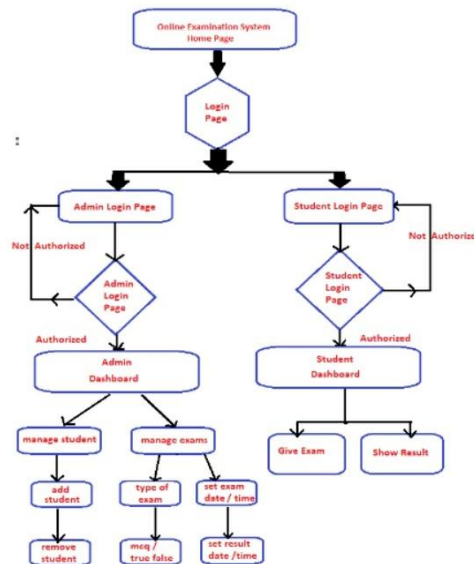 Online Examination System
Home Page
Login
Page
:
Admin Login Page
Student Login Page
Not Authorized
Not Authorized
Admin
Login
Page
Student
Login
Page
Authorized
Authorized
Admin
Dashboard
Student
Dashboard
manage student
manage exams
Give Exam
Show Result
add
student
type of
exam
set exam
date / time
remove
student
mcq /
true false
set result
date /time